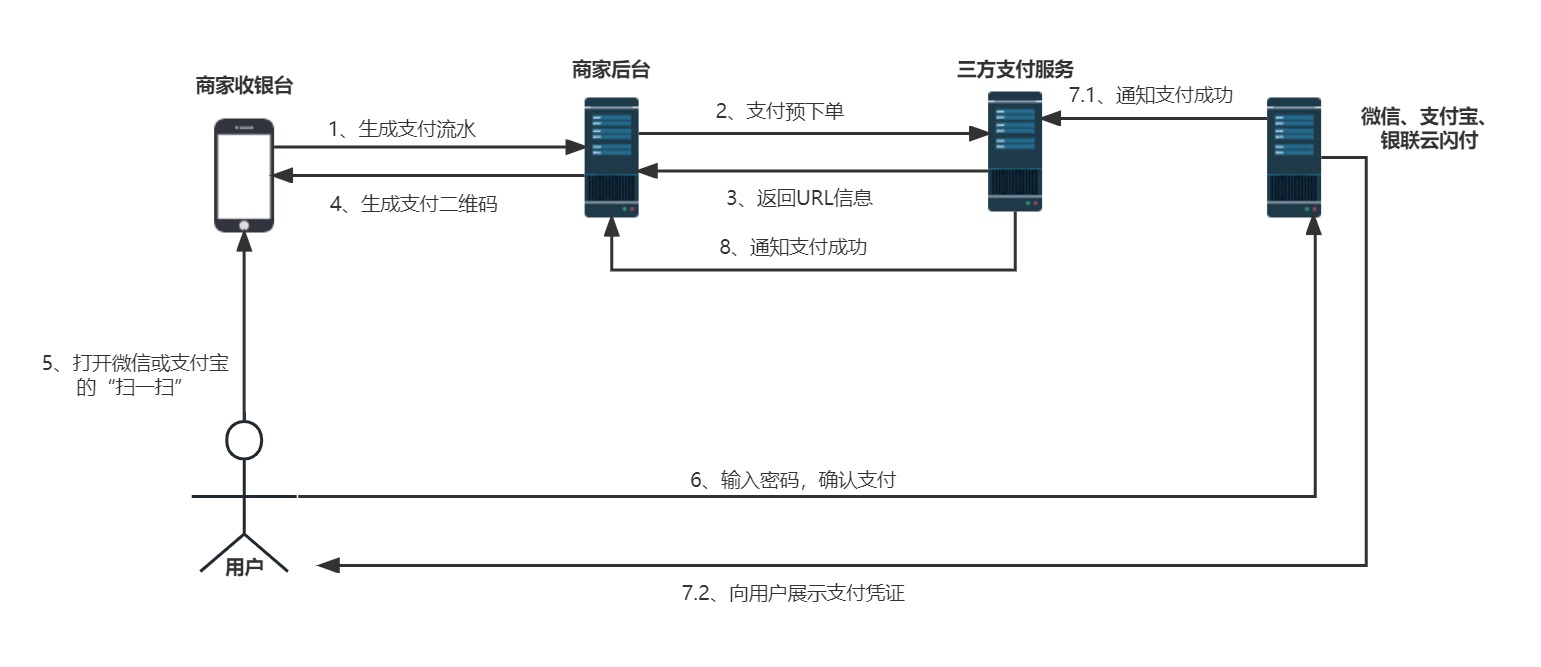 商家收银台
商家后台
三方支付服务
微信、支付宝、
银联云闪付
1、生成支付流水
2、支付预下单
7.1、通知支付成功
3、返回URL信息
4、生成支付二维码
8、通知支付成功
5、打开微信或支付宝
的“扫一扫”
6、输入密码，确认支付
用户
7.2、向用户展示支付凭证